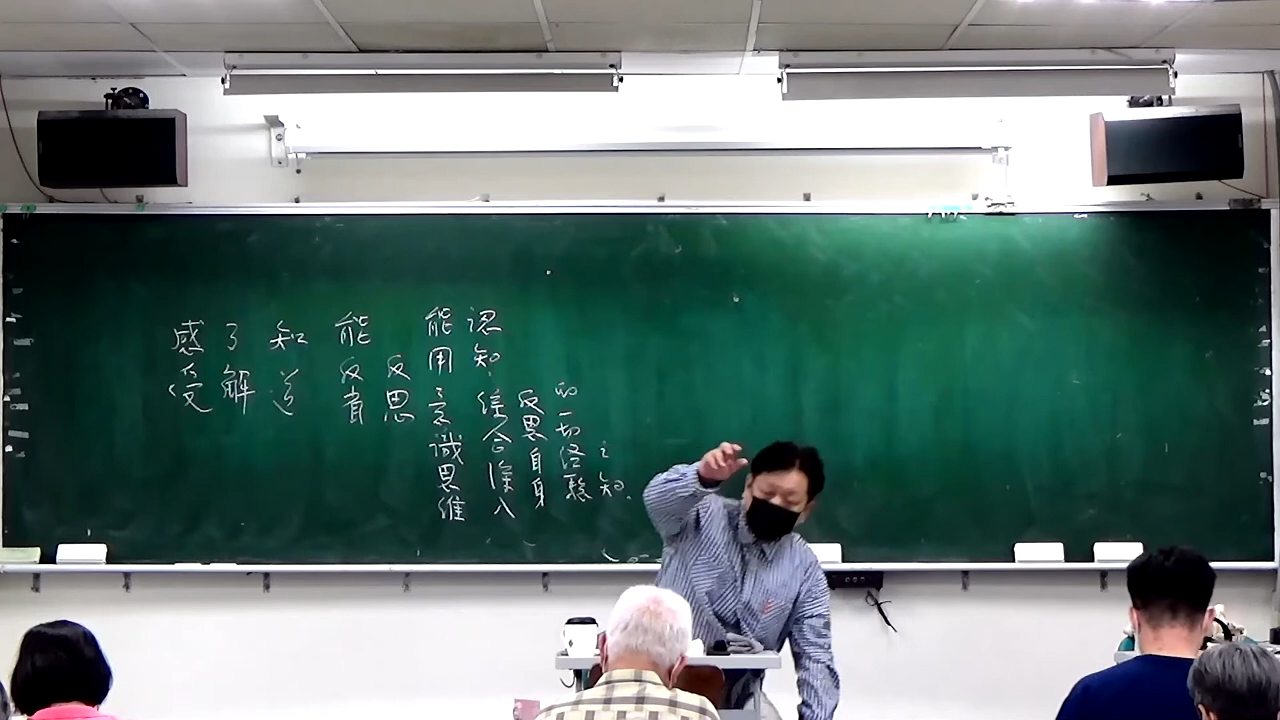 感受
了解
知道
能反省
反思
能用意識思維
認知，綜合深入
反思自身
的一切經驗
之知。